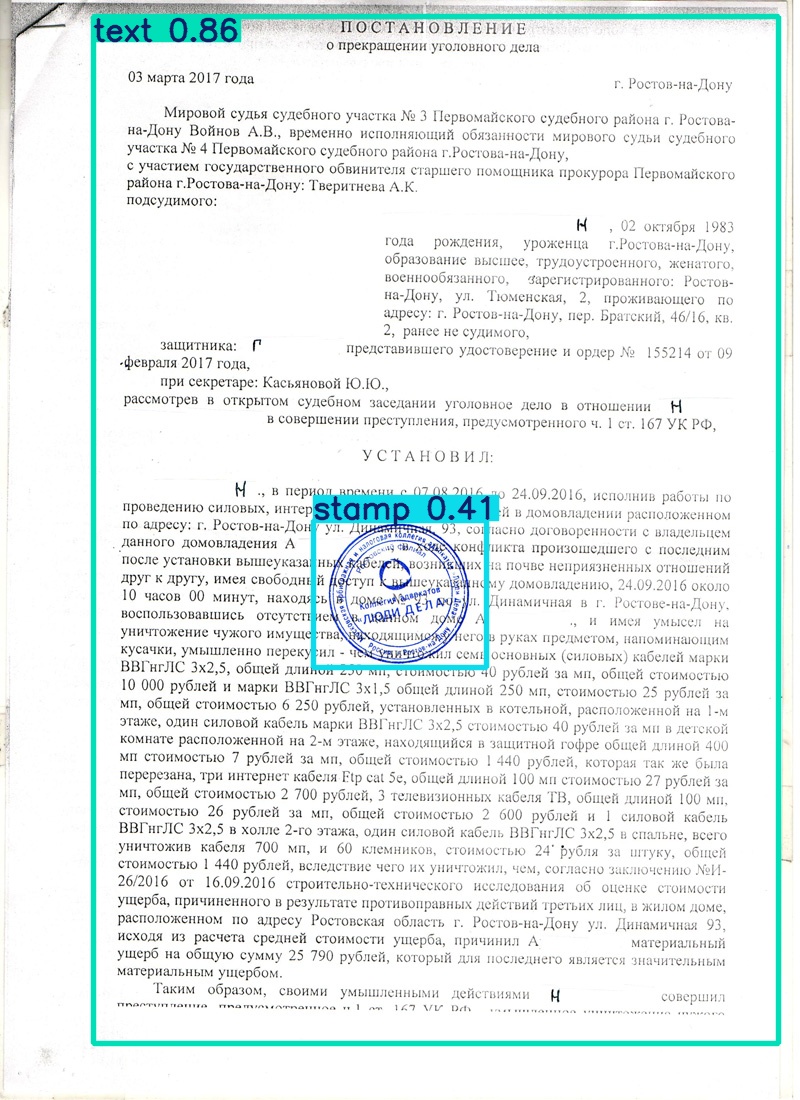 text 0.86
ПОСТАНОВЛЕНИЕ
о прекращении уголовного дела
03 марта 2017 года
г. Ростов-на-Дону
Мировой судья судебного участка № 3 Первомайского судебного района г. Ростова-
на-Дону Войнов А.В., временно исполняющий обязанности мирового судьи судебного
участка № 4 Первомайского судебного района г.Ростова-на-Дону,
с участием государственного обвинителя старшего помощника прокурора Первомайского
района г.Ростова-на-Дону: Тверитнева А.К.
подсудимого:
Н , 02 октября 1983
года рождения, уроженца г.Ростова-на-Дону,
образование высшее, трудоустроенного, женатого,
военнообязанного, зарегистрированного: Ростов-
на-Дону, ул. Тюменская, 2, проживающего по
адресу: г. Ростов-на-Дону, пер. Братский, 46/16, кв.
2, ранее не судимого,
защитника: Г представившего удостоверение и ордер № 155214 от 09
февраля 2017 года,
при секретаре: Касьяновой Ю.Ю.,
рассмотрев в открытом судебном заседании уголовное дело в отношении Н
в совершении преступления, предусмотренного ч. 1 ст. 167 УК РФ,
УСТАНОВИЛ:
Н ., в период времени с 07.08.2016 до 24.09.2016, исполнив работы по
проведению силовых, в домовладении расположенном
stamp 0.41
по адресу: г. Ростов-на-Дону ул. Динамичная, 93, согласно договоренности с владельцем
данного домовладения А конфликта произошедшего с последним
после установки вышеуказанных кабелей, возникших на почве неприязненных отношений
друг к другу, имея свободный доступ к вышеуказанному домовладению, 24.09.2016 около
10 часов 00 минут, находясь в доме ул. Динамичная в г. Ростове-на-Дону,
воспользовавшись отсутствием в данном доме А ., и имея умысел на
уничтожение чужого имущества, находящимся у него в руках предметом, напоминающим
кусачки, умышленно перекусил - чем уничтожил семь основных (силовых) кабелей марки
ВВГнгЛС 3х2,5, общей длиной 250 мп, стоимостью 40 рублей за мп, общей стоимостью
10 000 рублей и марки ВВГнгЛС 3х1,5 общей длиной 250 мп, стоимостью 25 рублей за
мп, общей стоимостью 6 250 рублей, установленных в котельной, расположенной на 1-м
этаже, один силовой кабель марки ВВГнгЛС 3х2,5 стоимостью 40 рублей за мп в детской
комнате расположенной на 2-м этаже, находящийся в защитной гофре общей длиной 400
мп стоимостью 7 рублей за мп, общей стоимостью 1 440 рублей, которая так же была
перерезана, три интернет кабеля Ftp cat 5e, общей длиной 100 мп стоимостью 27 рублей за
мп, общей стоимостью 2 700 рублей, 3 телевизионных кабеля ТВ, общей длиной 100 мп,
стоимостью 26 рублей за мп, общей стоимостью 2 600 рублей и 1 силовой кабель
ВВГнгЛС 3х2,5 в холле 2-го этажа, один силовой кабель ВВГнгЛС 3х2,5 в спальне, всего
уничтожив кабеля 700 мп, и 60 клемников, стоимостью 24 рубля за штуку, общей
стоимостью 1 440 рублей, вследствие чего их уничтожил, чем, согласно заключению №И-
26/2016 от 16.09.2016 строительно-технического исследования об оценке стоимости
ущерба, причиненного в результате противоправных действий третьих лиц, в жилом доме,
расположенном по адресу Ростовская область г. Ростов-на-Дону ул. Динамичная 93,
исходя из расчета средней стоимости ущерба, причинил А материальный
ущерб на общую сумму 25 790 рублей, который для последнего является значительным
материальным ущербом.
Таким образом, своими умышленными действиями Н совершил
Ростовский филиал
Коллегия адвокатов
ЛЮДИ ДЕЛА